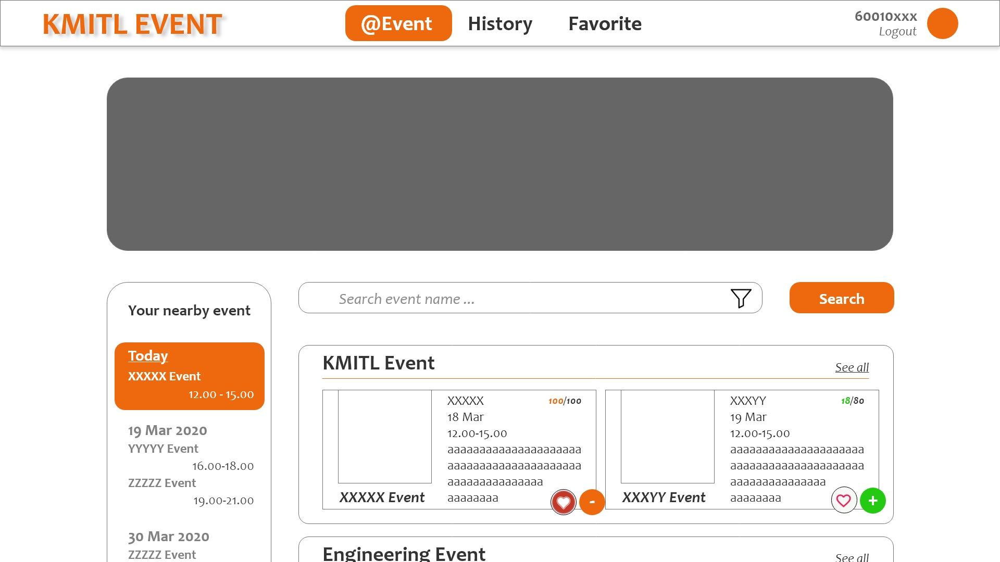 KMITL EVENT
@Event
History
Favorite
60010xxx
Logout
Your nearby event
Today
XXXXX Event
12.00 - 15.00
19 Mar 2020
YYYYY Event
16.00-18.00
ZZZZZ Event
19.00-21.00
30 Mar 2020
ZZZZZ Event
Search event name ...
Search
KMITL Event
See all
XXXXX
100/100
18 Mar
12.00-15.00
aaaaaaaaaaaaaaaaaaaaa
aaaaaaaaaaaaaaaaaaaaa
aaaaaaaaaaaaaaa
aaaaaaaa
XXXXX Event
-
XXXYY
18/80
19 Mar
12.00-15.00
aaaaaaaaaaaaaaaaaaaaa
aaaaaaaaaaaaaaaaaaaaa
aaaaaaaaaaaaaaa
aaaaaaaa
XXXYY Event
+
Engineering Event
See all